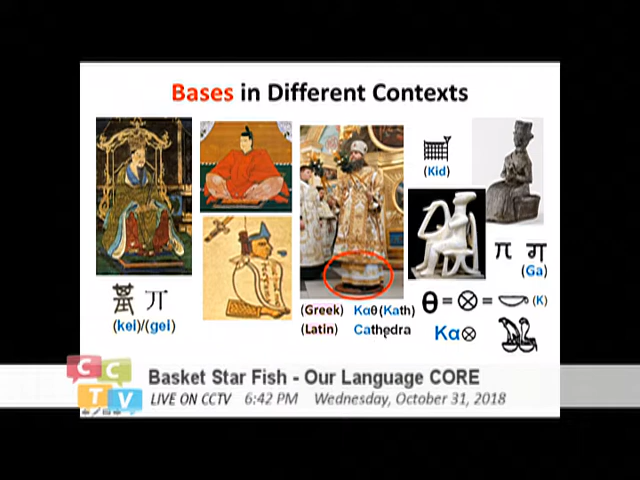 Bases in Different Contexts
(Kid)
丌 ग
(Ga)
丌
(kei)/(gei)
(Greek) Καθ (Kath)
(Latin) Cathedra
θ = ⊗ = (K)
Κα⊗
CCTV
Basket Star Fish - Our Language CORE
LIVE ON CCTV 6:42 PM Wednesday, October 31, 2018